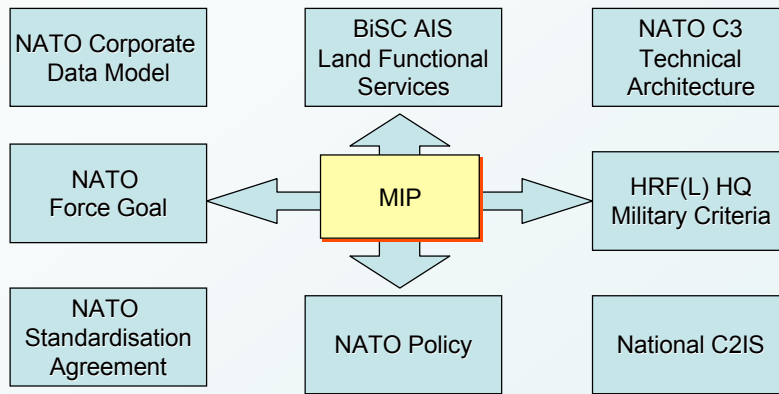 NATO Corporate
Data Model
BiSC AIS
Land Functional
Services
NATO C3
Technical
Architecture
NATO
Force Goal
MIP
HRF(L) HQ
Military Criteria
NATO
Standardisation
Agreement
NATO Policy
National C2IS